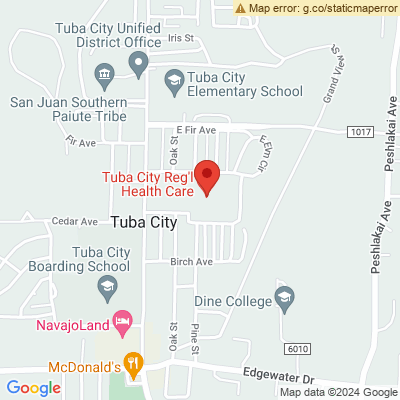 Map error: g.co/staticmaperror
Tuba City Unified
District Office
Iris St
Grand View St
Tuba City
Elementary School
San Juan Southern
Paiute Tribe
Fir Ave
E Fir Ave
1017
Peshlakai Ave
Oak St
E Evn Cir
Tuba City Reg'l
Health Care
Cedar Ave
Tuba City
Tuba City
Boarding School
Birch Ave
Peshlakai Ave
Dine College
NavajoLand
Oak St
Pine St
6010
McDonald's
Edgewater Dr
Google
Map data ©2024 Google